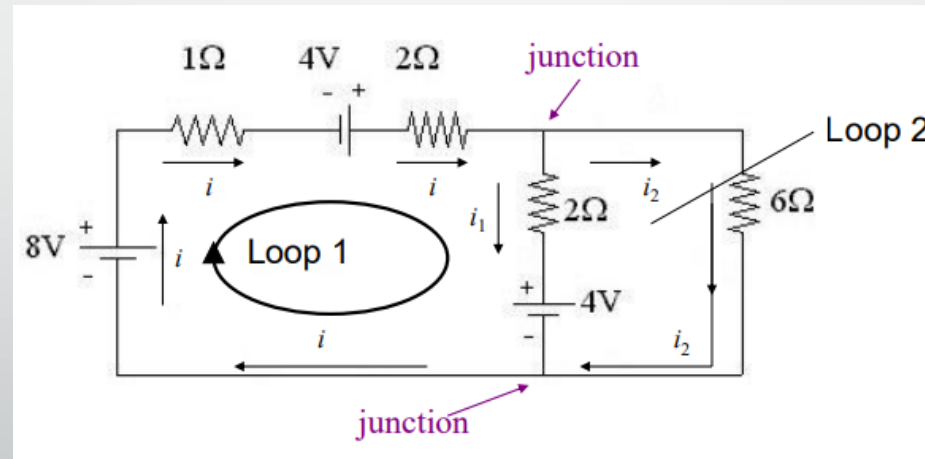 1Ω 4V 2Ω
junction
- +
Loop 2
i i i₂
i₁ 2Ω 6Ω
+
8V i Loop 1
-
+
4V
-
i i₂
junction